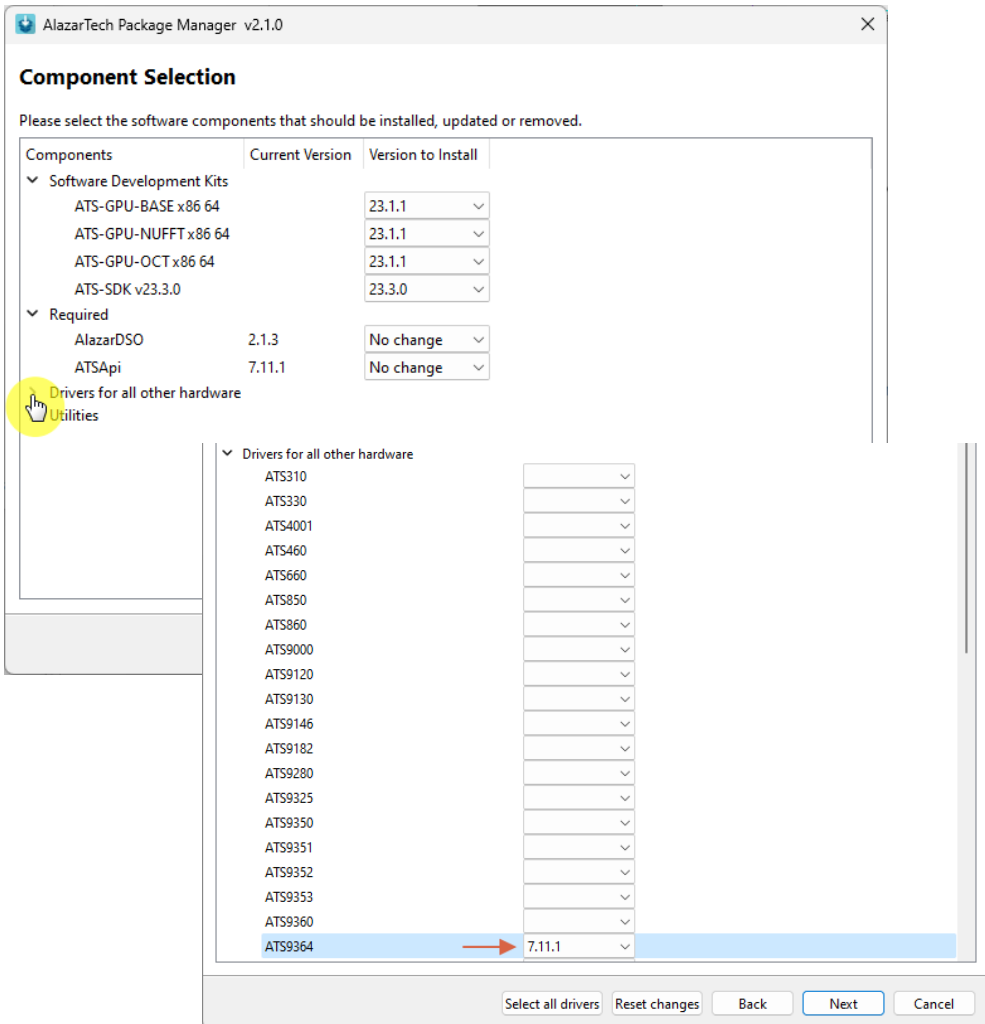 AlazarTech Package Manager v2.1.0
Component Selection
Please select the software components that should be installed, updated or removed.
Components Current Version Version to Install
Software Development Kits
ATS-GPU-BASE x86 64 23.1.1
ATS-GPU-NUFFT x86 64 23.1.1
ATS-GPU-OCT x86 64 23.1.1
ATS-SDK v23.3.0 23.3.0
Required
AlazarDSO 2.1.3 No change
ATSApi 7.11.1 No change
Drivers for all other hardware
Utilities
Drivers for all other hardware
ATS310
ATS330
ATS4001
ATS460
ATS660
ATS850
ATS860
ATS9000
ATS9120
ATS9130
ATS9146
ATS9182
ATS9280
ATS9325
ATS9350
ATS9351
ATS9352
ATS9353
ATS9360
ATS9364 7.11.1
Select all drivers Reset changes Back Next Cancel